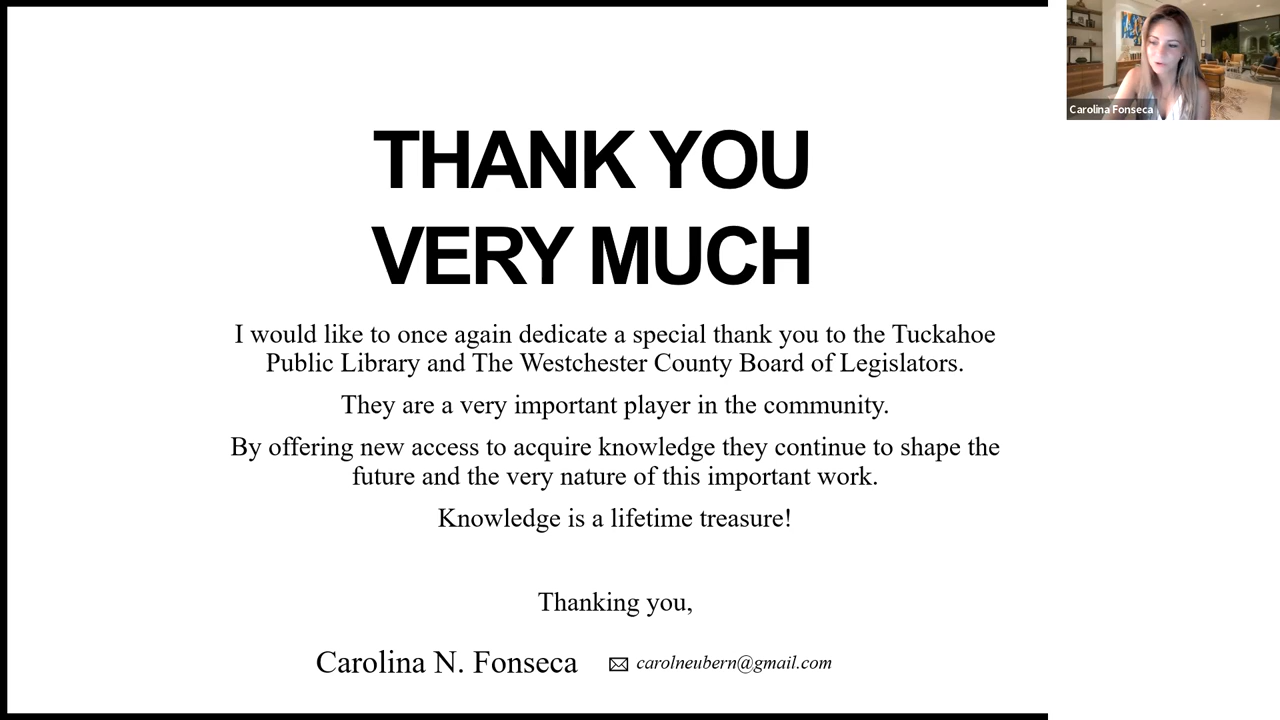 THANK YOU
VERY MUCH
I would like to once again dedicate a special thank you to the Tuckahoe
Public Library and The Westchester County Board of Legislators.
They are a very important player in the community.
By offering new access to acquire knowledge they continue to shape the
future and the very nature of this important work.
Knowledge is a lifetime treasure!
Thanking you,
Carolina N. Fonseca carolneubern@gmail.com
Carolina Fonseca